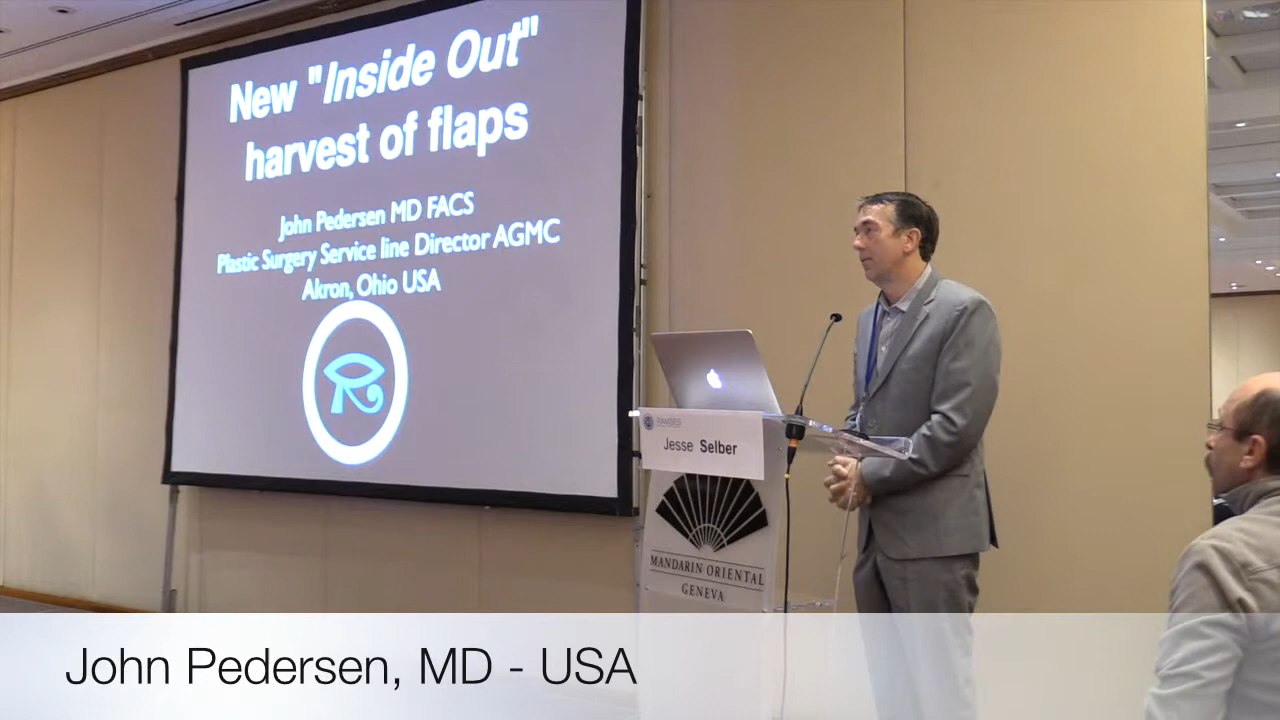 New "Inside Out"
harvest of flaps
John Pedersen MD FACS
Plastic Surgery Service line Director AGMC
Akron, Ohio USA
RAMSES
Jesse Selber
MANDARIN ORIENTAL
GENEVA
John Pedersen, MD - USA